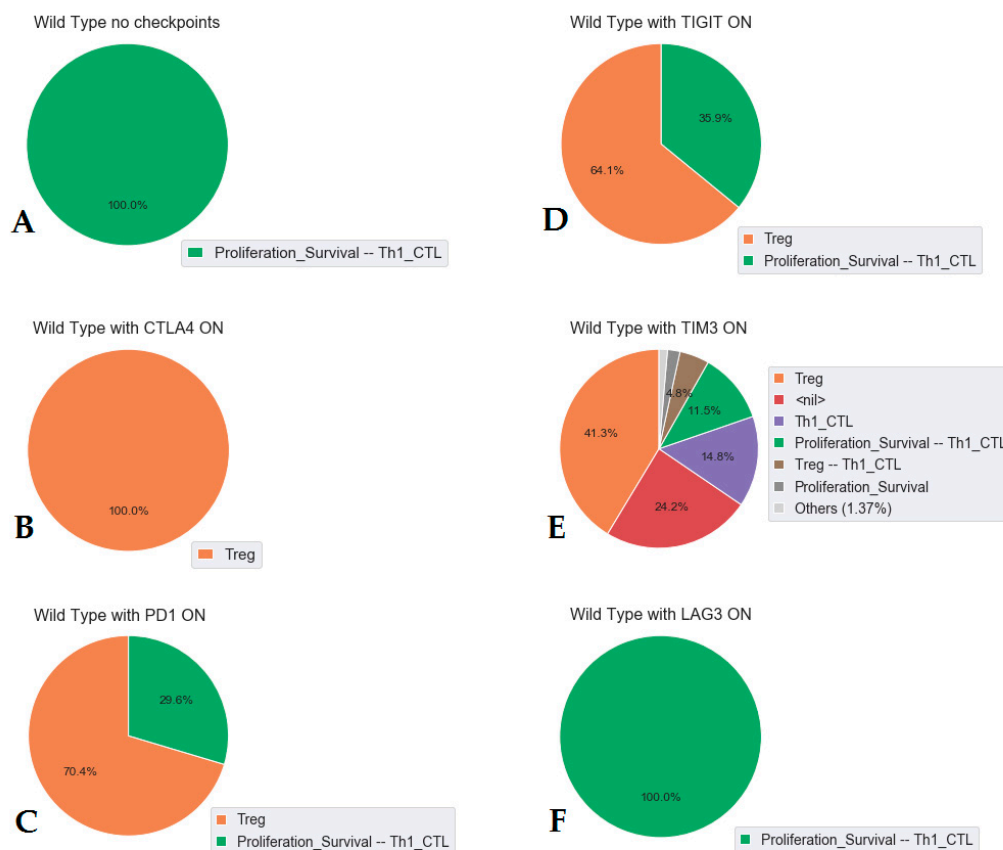 Wild Type no checkpoints
100.0%
A
Proliferation_Survival -- Th1_CTL
Wild Type with TIGIT ON
35.9%
64.1%
D
Treg
Proliferation_Survival -- Th1_CTL
Wild Type with CTLA4 ON
100.0%
B
Treg
Wild Type with TIM3 ON
4.8%
11.5%
41.3%
14.8%
24.2%
E
Treg
<nil>
Th1_CTL
Proliferation_Survival -- Th1_CTL
Treg -- Th1_CTL
Proliferation_Survival
Others (1.37%)
Wild Type with PD1 ON
29.6%
70.4%
C
Treg
Proliferation_Survival -- Th1_CTL
Wild Type with LAG3 ON
100.0%
F
Proliferation_Survival -- Th1_CTL